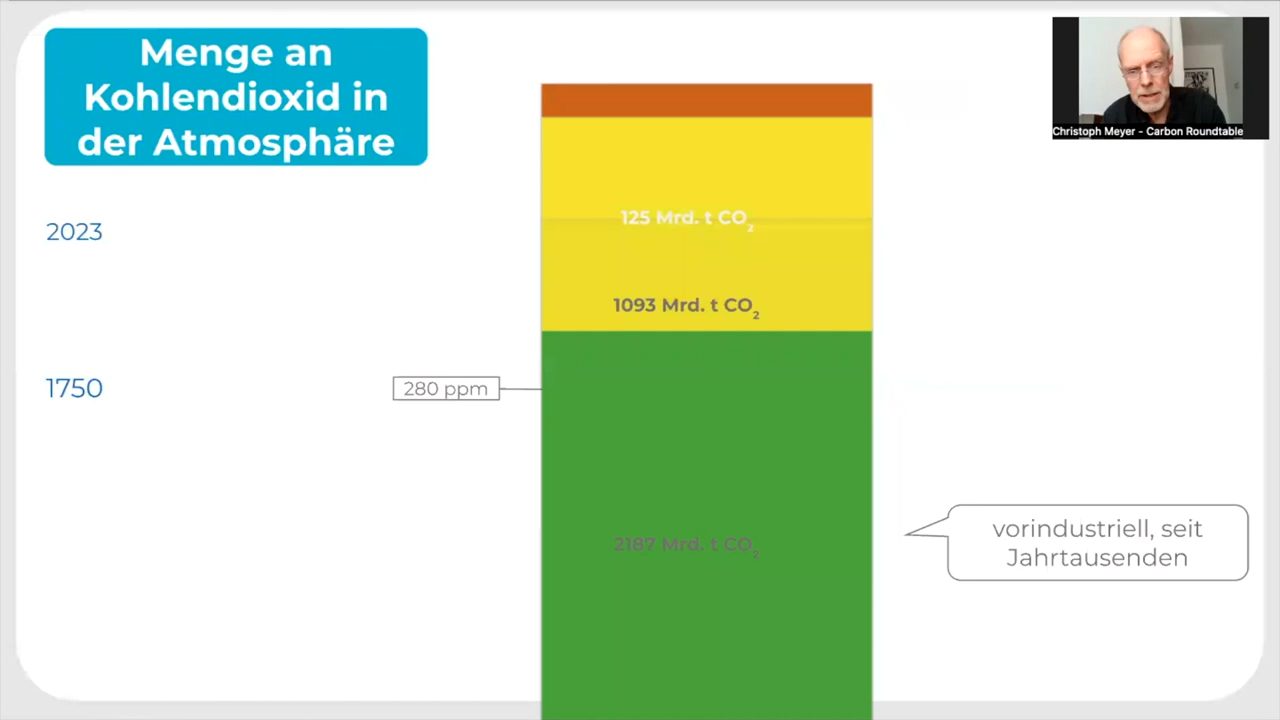 Menge an
Kohlendioxid in
der Atmosphäre
Christoph Meyer - Carbon Roundtable
2023
125 Mrd. t CO₂
1093 Mrd. t CO₂
1750
280 ppm
2187 Mrd. t CO₂
vorindustriell, seit
Jahrtausenden